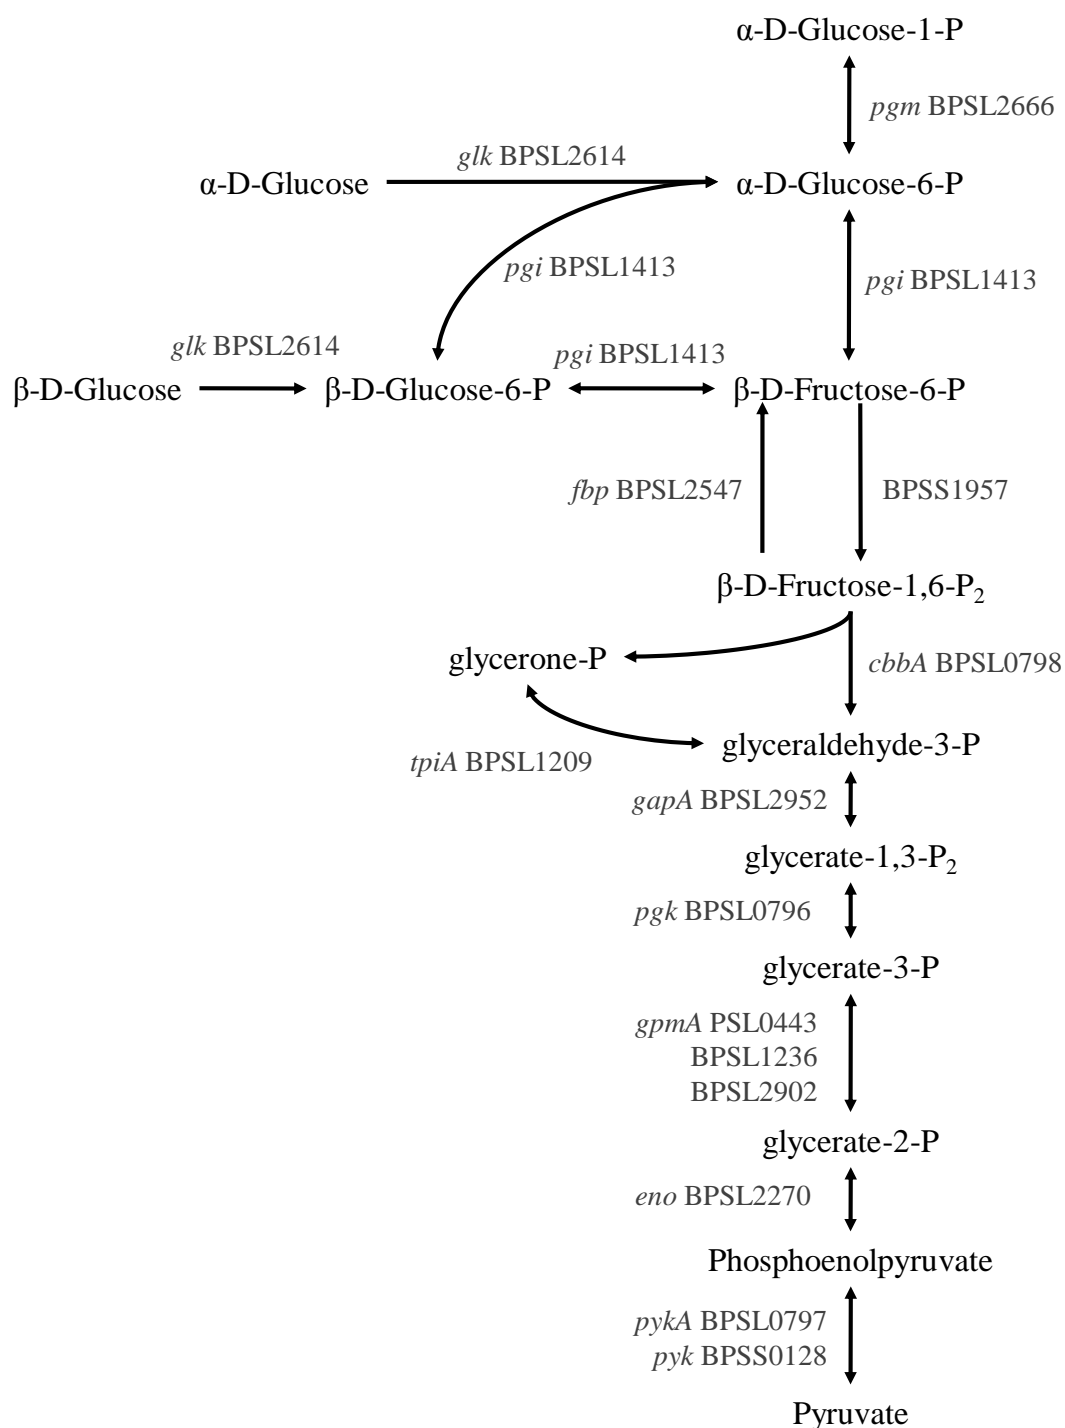 α-D-Glucose-1-P
pgm BPSL2666
glk BPSL2614
α-D-Glucose
α-D-Glucose-6-P
pgi BPSL1413
pgi BPSL1413
glk BPSL2614
pgi BPSL1413
β-D-Glucose
β-D-Glucose-6-P
β-D-Fructose-6-P
fbp BPSL2547
BPSS1957
β-D-Fructose-1,6-P₂
glycerone-P
cbbA BPSL0798
glyceraldehyde-3-P
tpiA BPSL1209
gapA BPSL2952
glycerate-1,3-P₂
pgk BPSL0796
glycerate-3-P
gpmA PSL0443
BPSL1236
BPSL2902
glycerate-2-P
eno BPSL2270
Phosphoenolpyruvate
pykA BPSL0797
pyk BPSS0128
Pyruvate